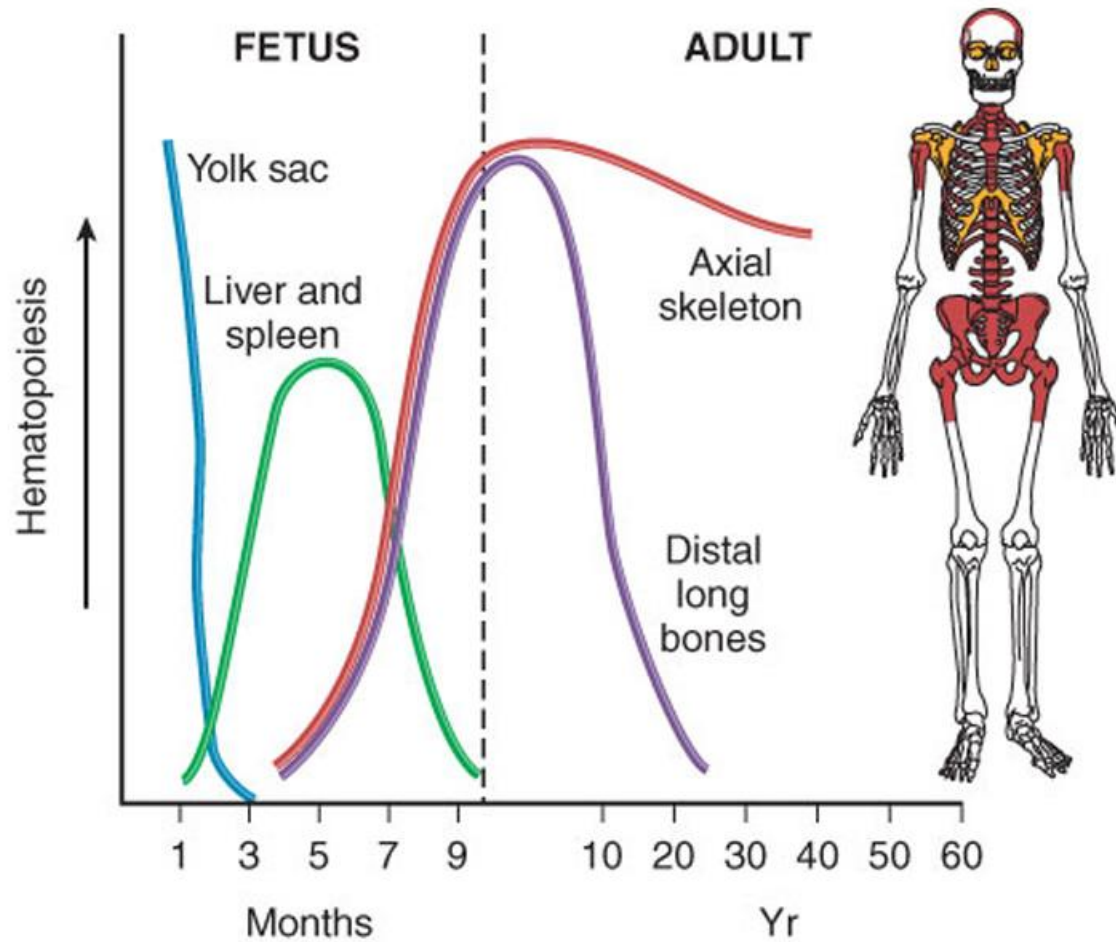 FETUS
ADULT
Yolk sac
Liver and
spleen
Axial
skeleton
Distal
long
bones
Hematopoiesis
1 3 5 7 9 10 20 30 40 50 60
Months
Yr